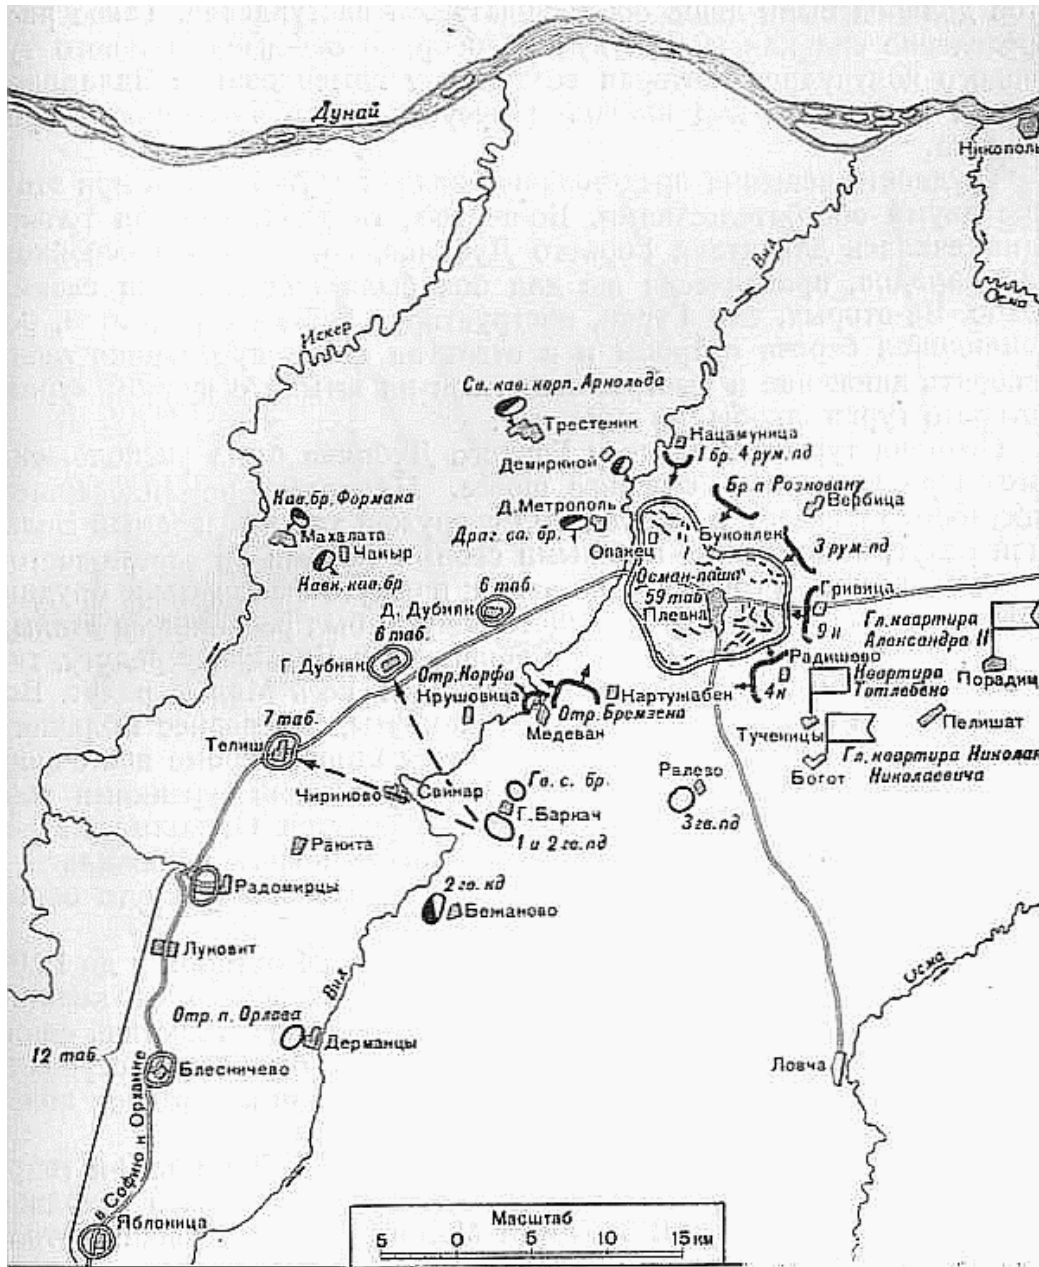 Дунай
Никополь
Вид
Искер
Осма
Св. кав. корп. Арнольда
Трестеник
Нацамуница
1 бр. 4 рум. пд
Демиркиой
Бр. п Розновану
Вербица
Кав. бр. Формака
Д. Метрополь
Махалата
Чакыр
Драг. бр.
Опанец
Буковлек
3 рум. пд
Кавк. кав. бр
6 таб.
Осман-паша
59 таб
Плевна
Гривица
9 н
Д. Дубняк
Гл. квартира
Александра II
6 таб.
Г. Дубняк
Отр. Корфа
Крушовица
Картужабен
Радишево
4 н
Квартира
Тотлебено
Порадим
7 таб.
Телиш
Отр. Бремзена
Медеван
Тученицы
Пелишат
Гл. квартира Николая
Николаевича
Богот
Чириково
Свинар
Гв. с. бр.
Г. Баркач
1 и 2 гв. пд
Ралево
3 гв. пд
Ракита
Радомирцы
2 гв. кд
Бежаново
Луковит
Вид
Осма
Отр. п. Орлова
Дерманцы
12 таб.
Блесничево
Ловча
в Софию и Орхание
Яблоница
Масштаб
5 0 5 10 15 км